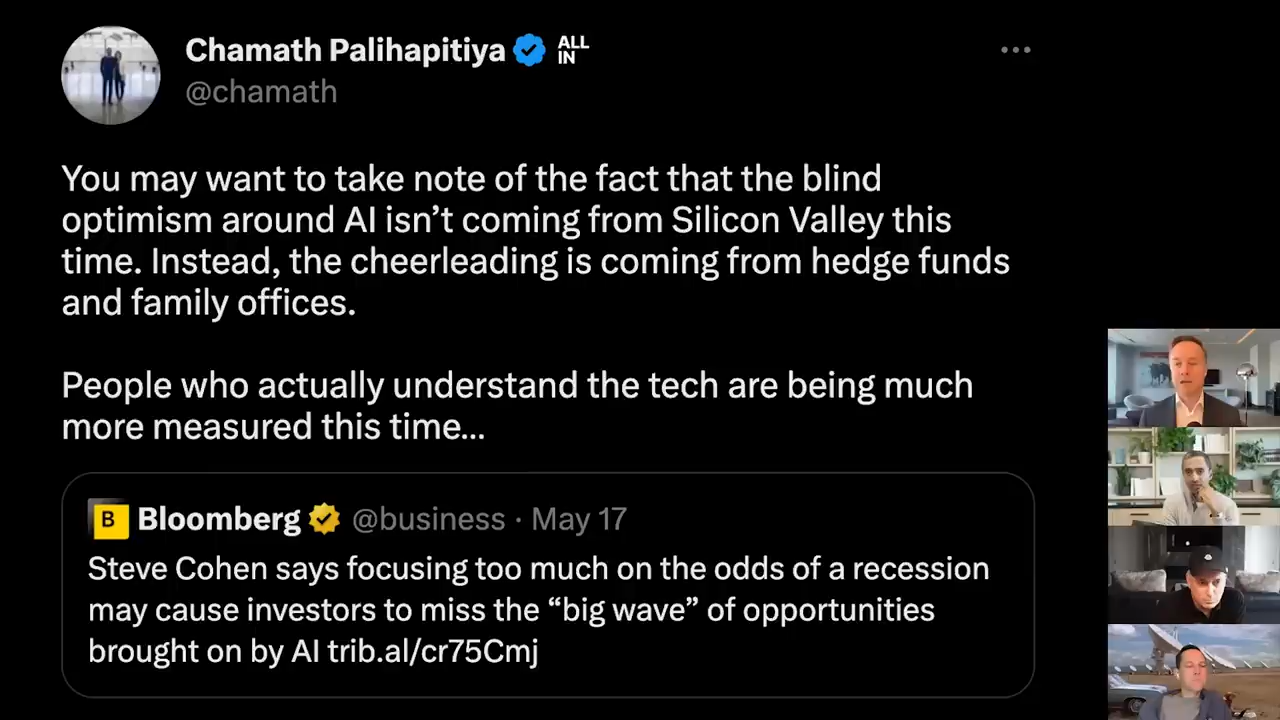 Chamath Palihapitiya ALL IN
@chamath
You may want to take note of the fact that the blind
optimism around AI isn’t coming from Silicon Valley this
time. Instead, the cheerleading is coming from hedge funds
and family offices.
People who actually understand the tech are being much
more measured this time...
B Bloomberg @business · May 17
Steve Cohen says focusing too much on the odds of a recession
may cause investors to miss the “big wave” of opportunities
brought on by AI trib.al/cr75Cmj